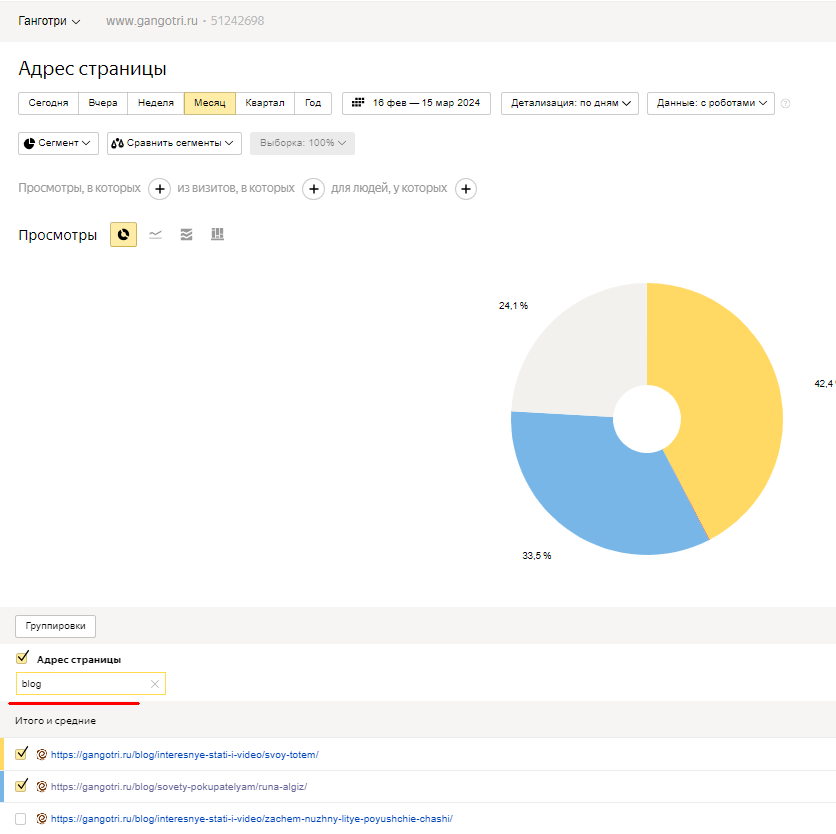 Ганготри www.gangotri.ru • 51242698
Адрес страницы
Сегодня Вчера Неделя Месяц Квартал Год 16 фев — 15 мар 2024 Детализация: по дням Данные: с роботами ?
Сегмент Сравнить сегменты Выборка: 100%
Просмотры, в которых + из визитов, в которых + для людей, у которых +
Просмотры
24,1 %
42,4
33,5 %
Группировки
Адрес страницы
blog
Итого и средние
https://gangotri.ru/blog/interesnye-stati-i-video/svoy-totem/
https://gangotri.ru/blog/sovety-pokupatelyam/runa-algiz/
https://gangotri.ru/blog/interesnye-stati-i-video/zachem-nuzhny-litye-poyushchie-chashi/